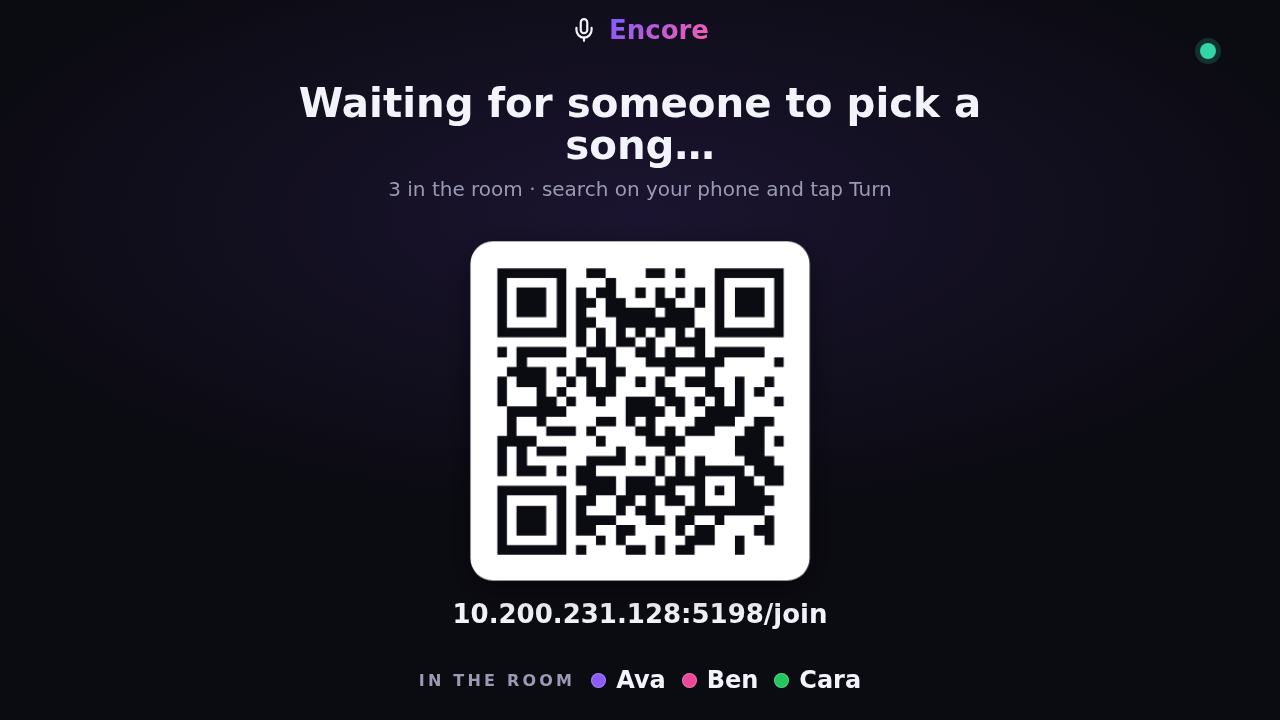 Encore
Waiting for someone to pick a
song…
3 in the room · search on your phone and tap Turn
10.200.231.128:5198/join
IN THE ROOM Ava Ben Cara